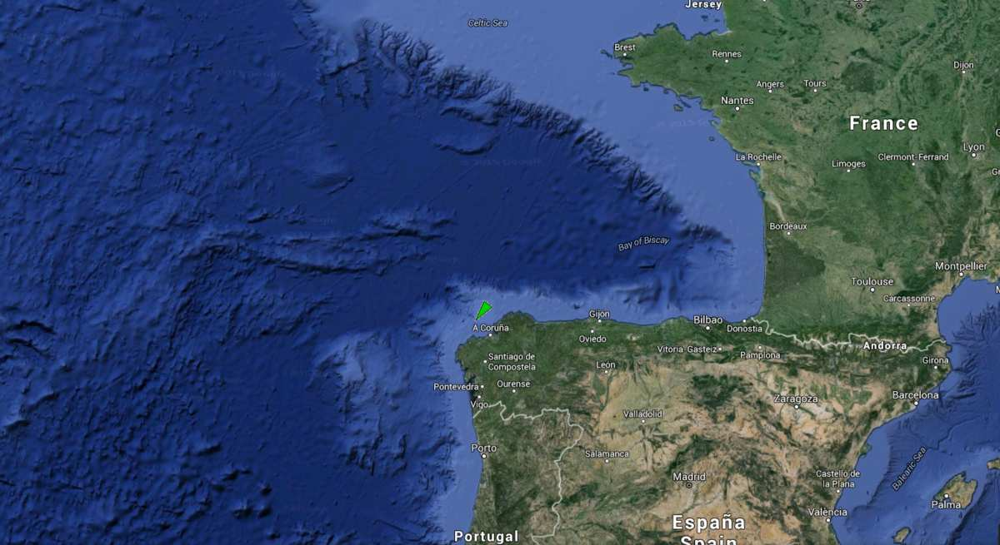 Jersey
Celtic Sea
Brest
Rennes
Dijon
Angers
Tours
Nantes
France
Lyon
La Rochelle
Limoges
Clermont-Ferrand
Bordeaux
Bay of Biscay
Montpellier
Toulouse
Carcassonne
Gijón
Bilbao
Donostia
A Coruña
Oviedo
Vitoria-Gasteiz
Pamplona
Andorra
Santiago de
Compostela
León
Girona
Pontevedra
Ourense
Vigo
Zaragoza
Barcelona
Valladolid
Porto
Salamanca
Balearic Sea
Madrid
Castelló de
la Plana
Palma
València
España
Spain
Portugal